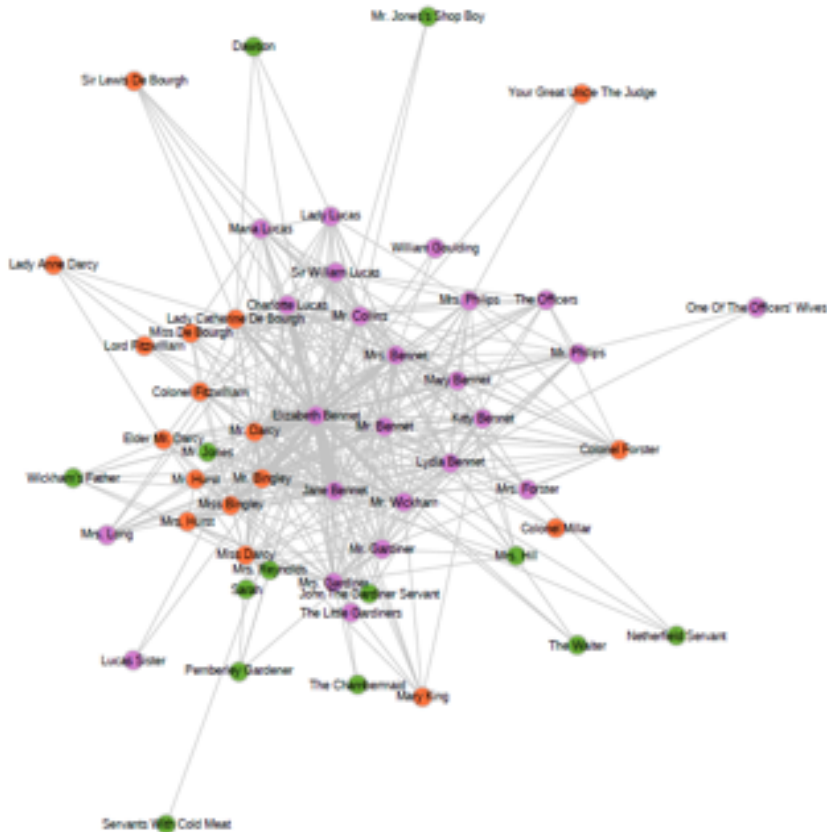 Mr. Jones's Shop Boy
Dawson
Sir Lewis De Bourgh
Your Great Uncle The Judge
Lady Lucas
Maria Lucas
William Goulding
Lady Anne Darcy
Sir William Lucas
Charlotte Lucas
Mrs. Philips
The Officers
One Of The Officers' Wives
Lady Catherine De Bourgh
Mr. Collins
Miss De Bourgh
Lord Fitzwilliam
Mrs. Bennet
Mr. Philips
Mary Bennet
Colonel Fitzwilliam
Elizabeth Bennet
Kitty Bennet
Mr. Bennet
Mr. Darcy
Elder Mr. Darcy
Mr. Jones
Colonel Forster
Lydia Bennet
Wickham's Father
Mr. Hurst
Mr. Bingley
Jane Bennet
Mrs. Forster
Miss Bingley
Mr. Wickham
Mrs. Hurst
Colonel Millar
Mrs. Long
Mr. Gardiner
Miss Darcy
Mrs. Hill
Mrs. Reynolds
Mrs. Gardiner
Sarah
John The Gardiner Servant
The Little Gardiners
Netherfield Servant
The Waiter
Lucas Sister
Pemberley Gardener
The Chambermaid
Mary King
Servants With Cold Meat